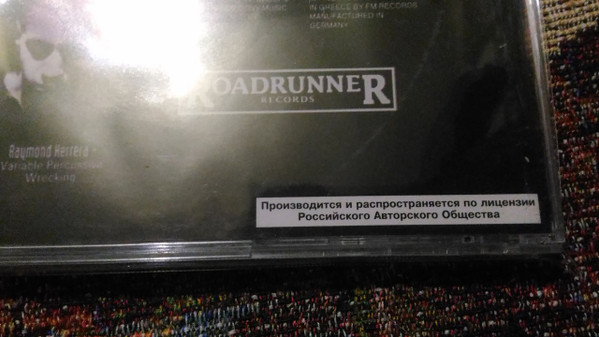 MUSIC
IN GREECE BY FM RECORDS
MANUFACTURED IN
GERMANY
ROADRUNNER
RECORDS
Raymond Herrera -
Variable Percussive
Wrecking
Производится и распространяется по лицензии
Российского Авторского Общества